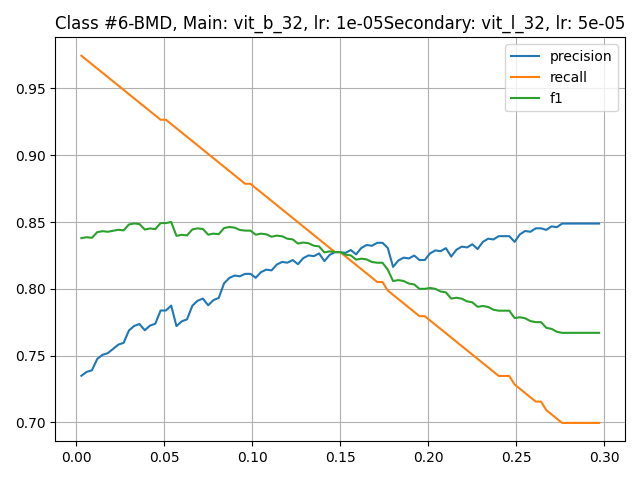 Class #6-BMD, Main: vit_b_32, lr: 1e-05Secondary: vit_l_32, lr: 5e-05
precision
recall
f1
0.95
0.90
0.85
0.80
0.75
0.70
0.00 0.05 0.10 0.15 0.20 0.25 0.30